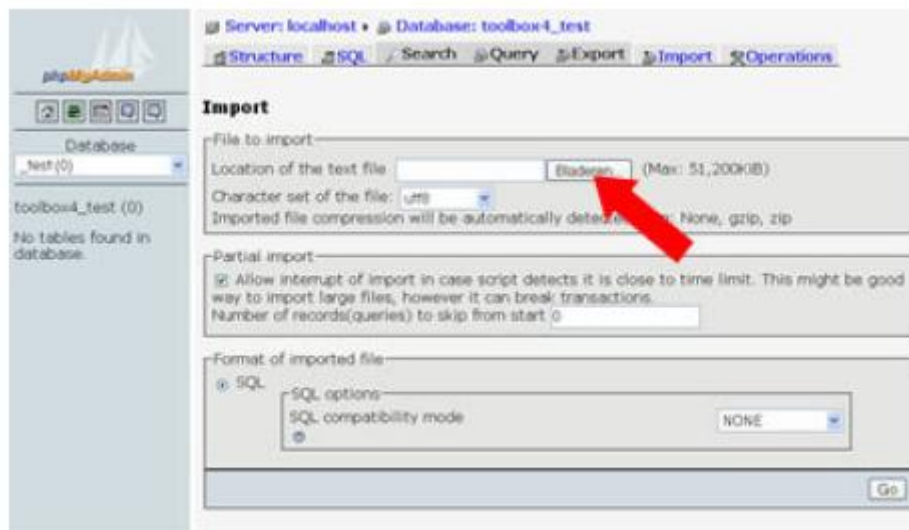 phpMyAdmin
Database
_test (0)
toolbox4_test (0)
No tables found in
database.
Server: localhost
Database: toolbox4_test
Structure SQL Search Query Export Import Operations
Import
File to import
Location of the text file Bladeren... (Max: 51,200KiB)
Character set of the file: utf8
Imported file compression will be automatically None, gzip, zip
Partial import
Allow interrupt of import in case script detects it is close to time limit. This might be good
way to import large files, however it can break transactions.
Number of records(queries) to skip from start 0
Format of imported file
SQL
SQL options
SQL compatibility mode NONE
Go